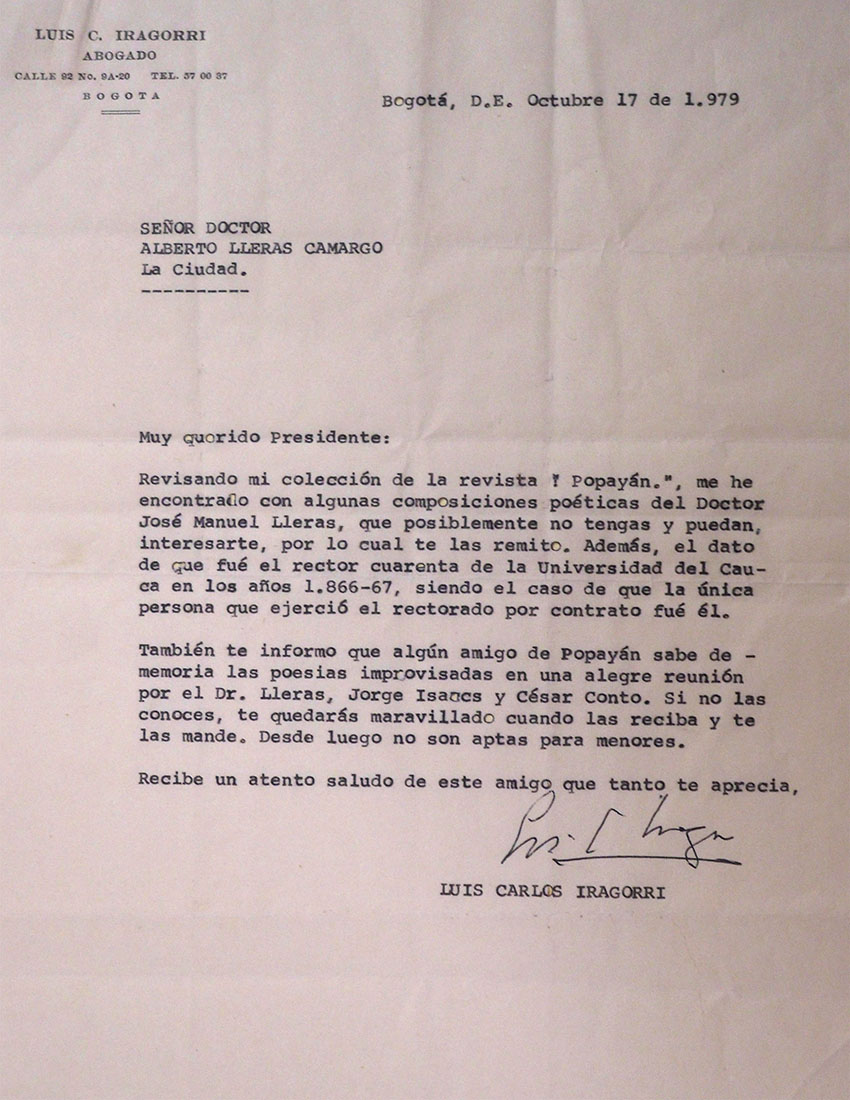 LUIS C. IRAGORRI
ABOGADO
CALLE 92 No. 9A-20 TEL. 57 00 37
BOGOTA
Bogotá, D.E. Octubre 17 de 1.979
SEÑOR DOCTOR
ALBERTO LLERAS CAMARGO
La Ciudad.
----------
Muy querido Presidente:
Revisando mi colección de la revista " Popayán.", me he
encontrado con algunas composiciones poéticas del Doctor
José Manuel Lleras, que posiblemente no tengas y puedan,
interesarte, por lo cual te las remito. Además, el dato
de que fué el rector cuarenta de la Universidad del Cau-
ca en los años 1.866-67, siendo el caso de que la única
persona que ejerció el rectorado por contrato fué él.
También te informo que algún amigo de Popayán sabe de -
memoria las poesias improvisadas en una alegre reunión
por el Dr. Lleras, Jorge Isaacs y César Conto. Si no las
conoces, te quedarás maravillado cuando las reciba y te
las mande. Desde luego no son aptas para menores.
Recibe un atento saludo de este amigo que tanto te aprecia,
Luis C Iragorri
LUIS CARLOS IRAGORRI